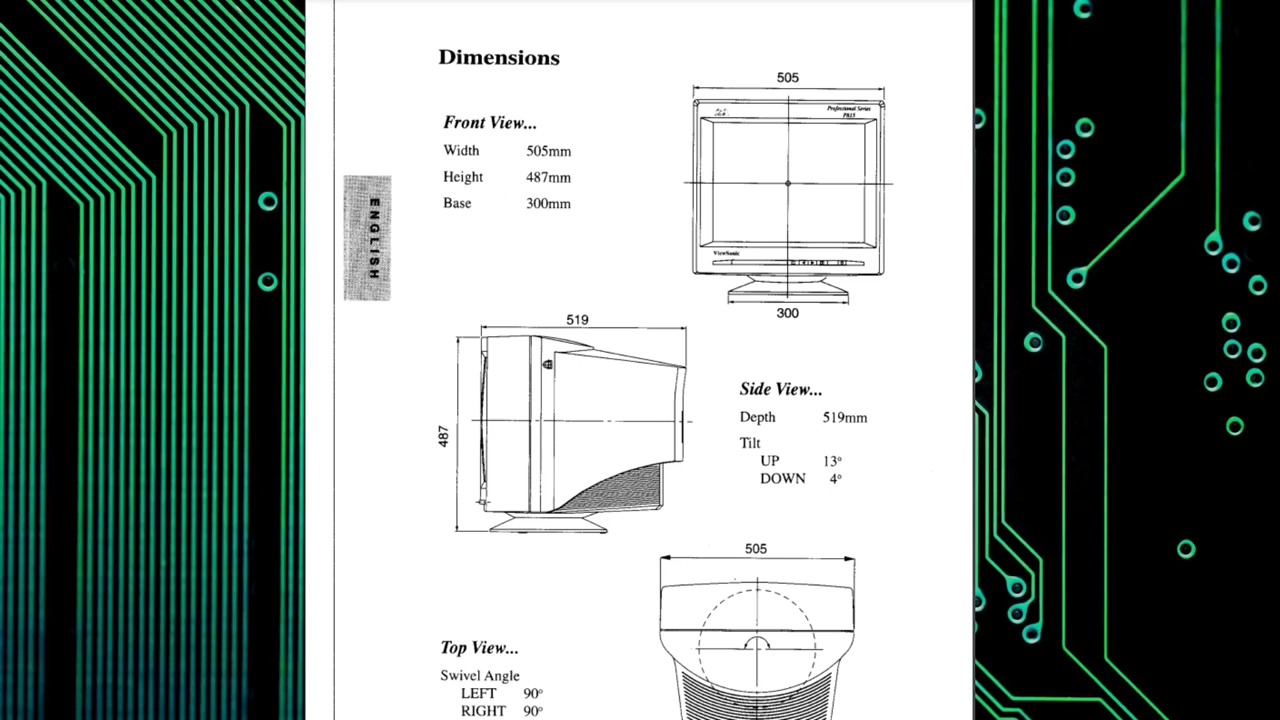 Dimensions
505
Professional Series
P815
Front View...
Width 505mm
Height 487mm
Base 300mm
ENGLISH
ViewSonic
300
519
487
Side View...
Depth 519mm
Tilt
UP 13°
DOWN 4°
505
Top View...
Swivel Angle
LEFT 90°
RIGHT 90°